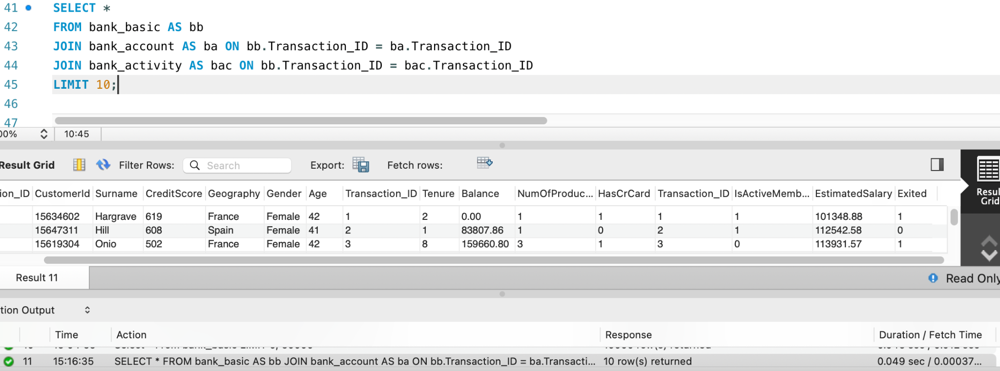 41 SELECT *
42 FROM bank_basic AS bb
43 JOIN bank_account AS ba ON bb.Transaction_ID = ba.Transaction_ID
44 JOIN bank_activity AS bac ON bb.Transaction_ID = bac.Transaction_ID
45 LIMIT 10;
46
47
00% 10:45
Result Grid Filter Rows: Search Export: Fetch rows:
ion_ID CustomerId Surname CreditScore Geography Gender Age Transaction_ID Tenure Balance NumOfProduc... HasCrCard Transaction_ID IsActiveMemb... EstimatedSalary Exited
15634602 Hargrave 619 France Female 42 1 2 0.00 1 1 1 1 101348.88 1
15647311 Hill 608 Spain Female 41 2 1 83807.86 1 0 2 1 112542.58 0
15619304 Onio 502 France Female 42 3 8 159660.80 3 1 3 0 113931.57 1
Resul
Grid
Result 11 Read Only
tion Output
Time Action Response Duration / Fetch Time
11 15:16:35 SELECT * FROM bank_basic AS bb JOIN bank_account AS ba ON bb.Transaction_ID = ba.Transacti... 10 row(s) returned 0.049 sec / 0.00037...